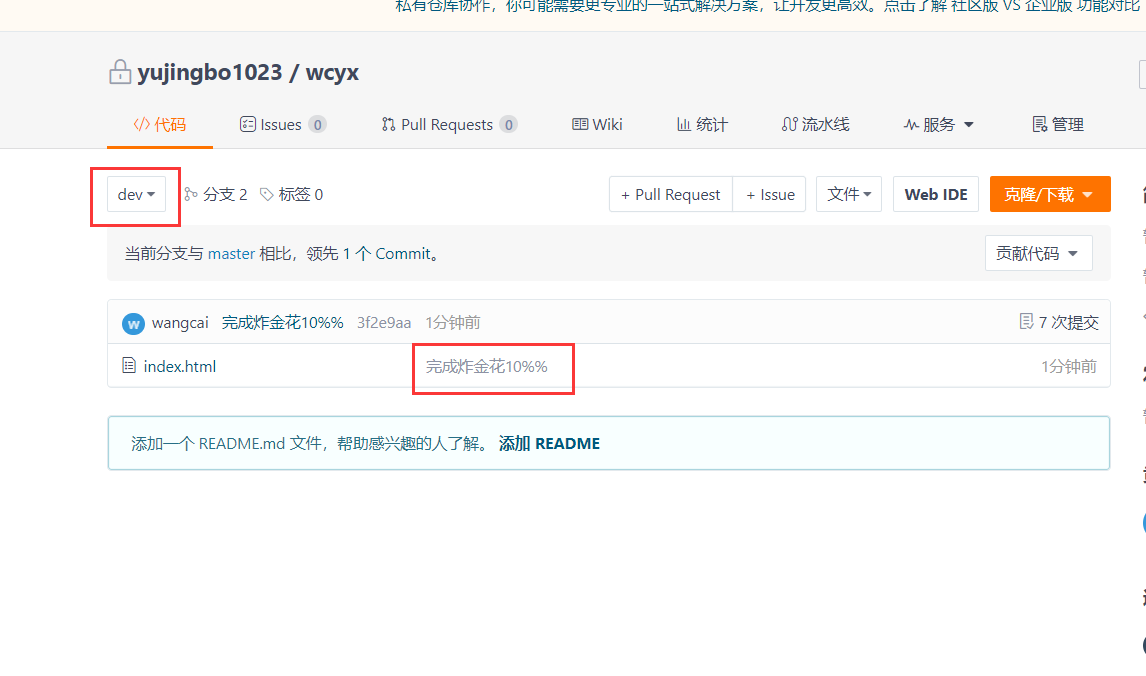 私有仓库协作，你可能需要更专业的一站式解决方案，让开发更高效。点击了解 社区版 VS 企业版 功能对比
yujingbo1023 / wcyx
代码 Issues 0 Pull Requests 0 Wiki 统计 流水线 服务 管理
dev 分支 2 标签 0 + Pull Request + Issue 文件 Web IDE 克隆/下载
当前分支与 master 相比，领先 1 个 Commit。 贡献代码
w wangcai 完成炸金花10%% 3f2e9aa 1分钟前 7 次提交
index.html 完成炸金花10%% 1分钟前
添加一个 README.md 文件，帮助感兴趣的人了解。 添加 README